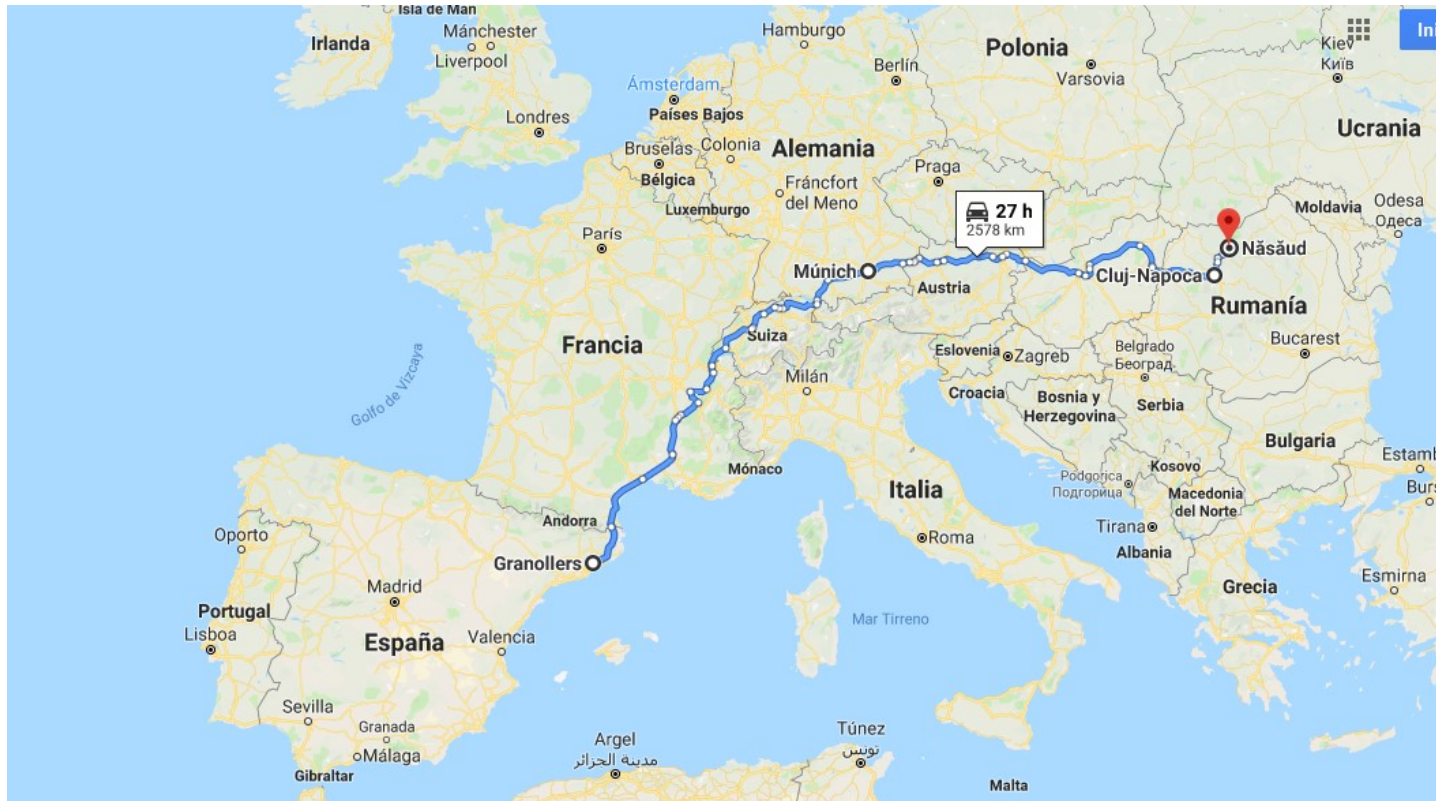 Isla de Man
Irlanda
Mánchester
Liverpool
Hamburgo
Polonia
Kiev
Київ
Ini
Berlín
Varsovia
Ámsterdam
Países Bajos
Londres
Ucrania
Bruselas
Colonia
Alemania
Bélgica
Praga
Fráncfort
del Meno
Luxemburgo
27 h
2578 km
Moldavia
Odesa
Одеса
París
Năsăud
Múnich
Cluj-Napoca
Austria
Rumanía
Suiza
Francia
Eslovenia
Zagreb
Belgrado
Београд
Bucarest
Milán
Croacia
Bosnia y
Herzegovina
Serbia
Golfo de Vizcaya
Bulgaria
Mónaco
Kosovo
Estamb
Podgorica
Подгорица
Italia
Macedonia
del Norte
Burs
Andorra
Oporto
Roma
Tirana
Albania
Granollers
Madrid
Grecia
Esmirna
Portugal
Lisboa
España
Valencia
Mar Tirreno
Sevilla
Granada
Málaga
Gibraltar
Argel
مدينة الجزائر
Túnez
تونس
Malta